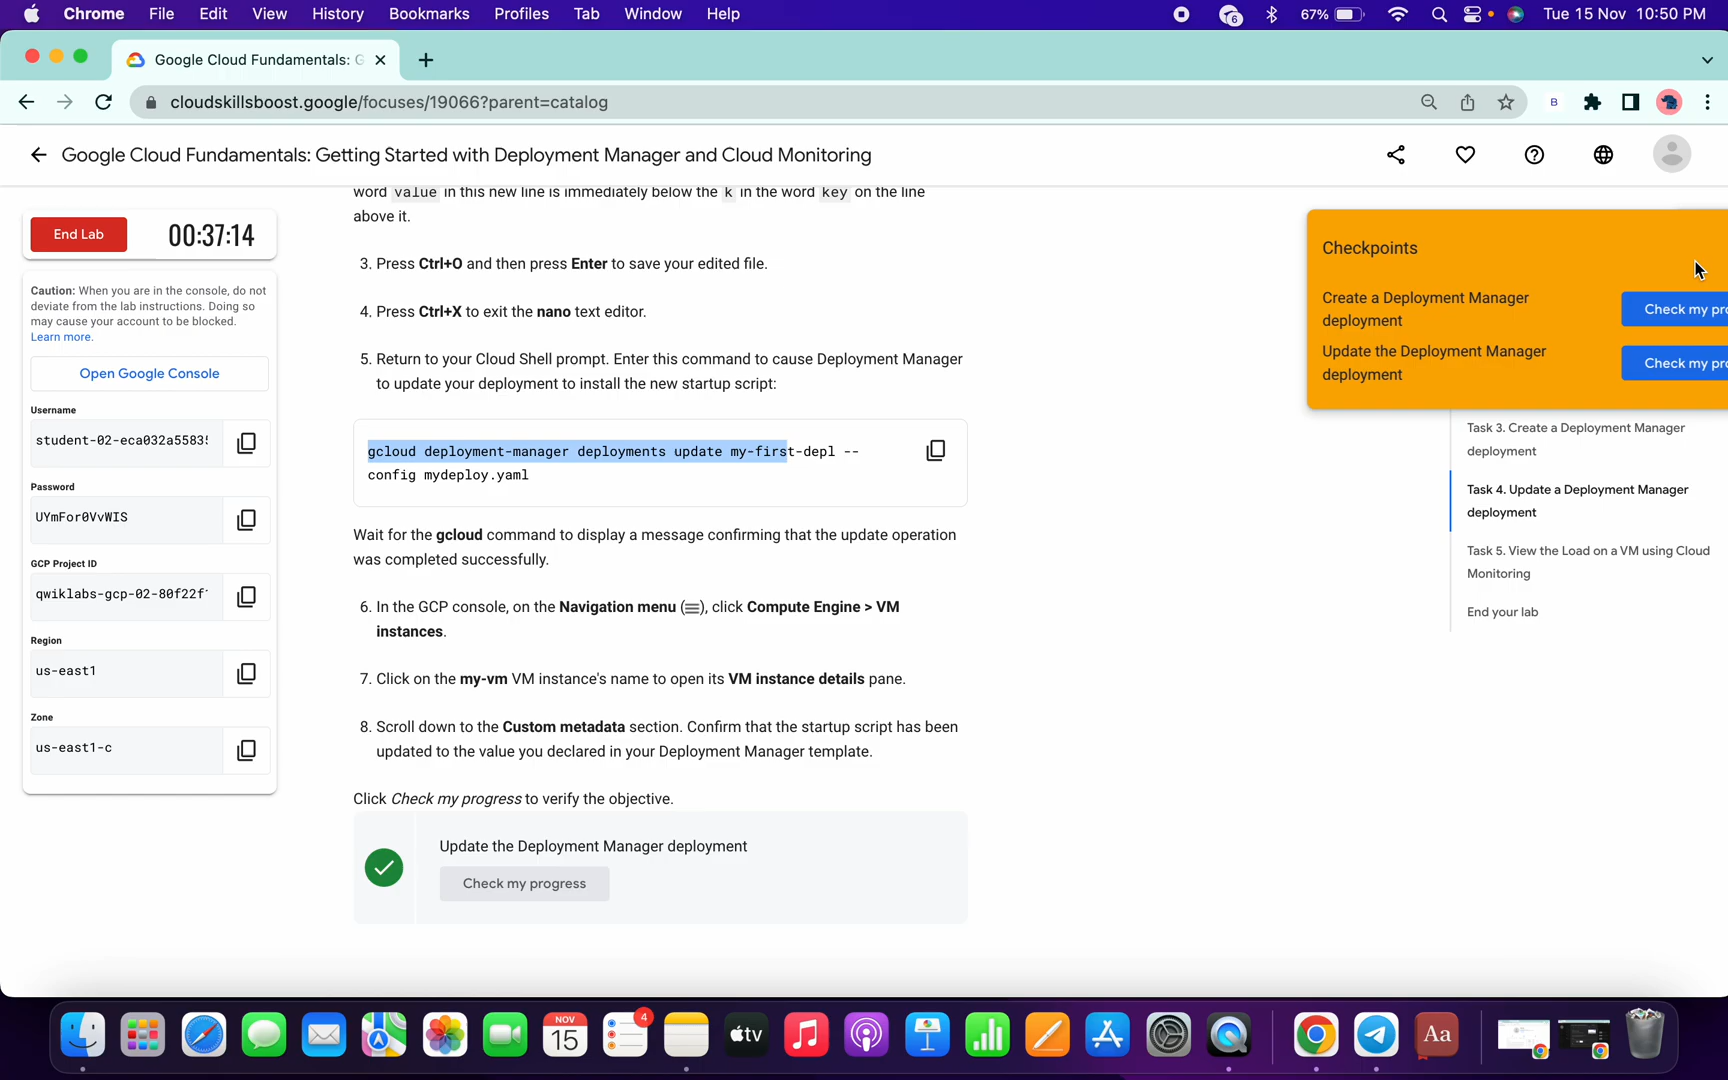 Chrome File Edit View History Bookmarks Profiles Tab Window Help
6 67% Tue 15 Nov 10:50 PM
Google Cloud Fundamentals: G
cloudskillsboost.google/focuses/19066?parent=catalog
B
Google Cloud Fundamentals: Getting Started with Deployment Manager and Cloud Monitoring
End Lab 00:37:14
Caution: When you are in the console, do not
deviate from the lab instructions. Doing so
may cause your account to be blocked.
Learn more.
Open Google Console
Username
student-02-eca032a5583
Password
UYmFor0VvWIS
GCP Project ID
qwiklabs-gcp-02-80f22f
Region
us-east1
Zone
us-east1-c
word value in this new line is immediately below the k in the word key on the line
above it.
3. Press Ctrl+O and then press Enter to save your edited file.
4. Press Ctrl+X to exit the nano text editor.
5. Return to your Cloud Shell prompt. Enter this command to cause Deployment Manager
to update your deployment to install the new startup script:
gcloud deployment-manager deployments update my-first-depl --
config mydeploy.yaml
Wait for the gcloud command to display a message confirming that the update operation
was completed successfully.
6. In the GCP console, on the Navigation menu (≡), click Compute Engine > VM
instances.
7. Click on the my-vm VM instance's name to open its VM instance details pane.
8. Scroll down to the Custom metadata section. Confirm that the startup script has been
updated to the value you declared in your Deployment Manager template.
Click Check my progress to verify the objective.
Update the Deployment Manager deployment
Check my progress
Checkpoints
Create a Deployment Manager
deployment
Check my pro
Update the Deployment Manager
deployment
Check my pro
Task 3. Create a Deployment Manager
deployment
Task 4. Update a Deployment Manager
deployment
Task 5. View the Load on a VM using Cloud
Monitoring
End your lab
NOV
15
4
tv
Aa